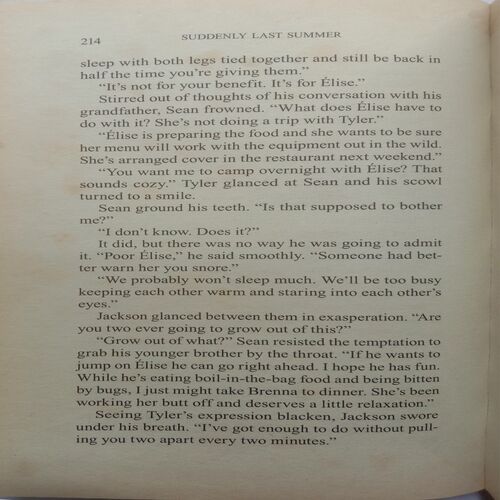 214
SUDDENLY LAST SUMMER
sleep with both legs tied together and still be back in
half the time you're giving them."
"It's not for your benefit. It's for Élise."
Stirred out of thoughts of his conversation with his
grandfather, Sean frowned. "What does Élise have to
do with it? She's not doing a trip with Tyler."
"Élise is preparing the food and she wants to be sure
her menu will work with the equipment out in the wild.
She's arranged cover in the restaurant next weekend."
"You want me to camp overnight with Élise? That
sounds cozy." Tyler glanced at Sean and his scowl
turned to a smile.
Sean ground his teeth. "Is that supposed to bother
me?"
"I don't know. Does it?"
It did, but there was no way he was going to admit
it. "Poor Élise," he said smoothly. "Someone had bet-
ter warn her you snore."
"We probably won't sleep much. We'll be too busy
keeping each other warm and staring into each other's
eyes."
Jackson glanced between them in exasperation. "Are
you two ever going to grow out of this?"
"Grow out of what?" Sean resisted the temptation to
grab his younger brother by the throat. "If he wants to
jump on Élise he can go right ahead. I hope he has fun.
While he's eating boil-in-the-bag food and being bitten
by bugs, I just might take Brenna to dinner. She's been
working her butt off and deserves a little relaxation."
Seeing Tyler's expression blacken, Jackson swore
under his breath. "I've got enough to do without pull-
ing you two apart every two minutes."